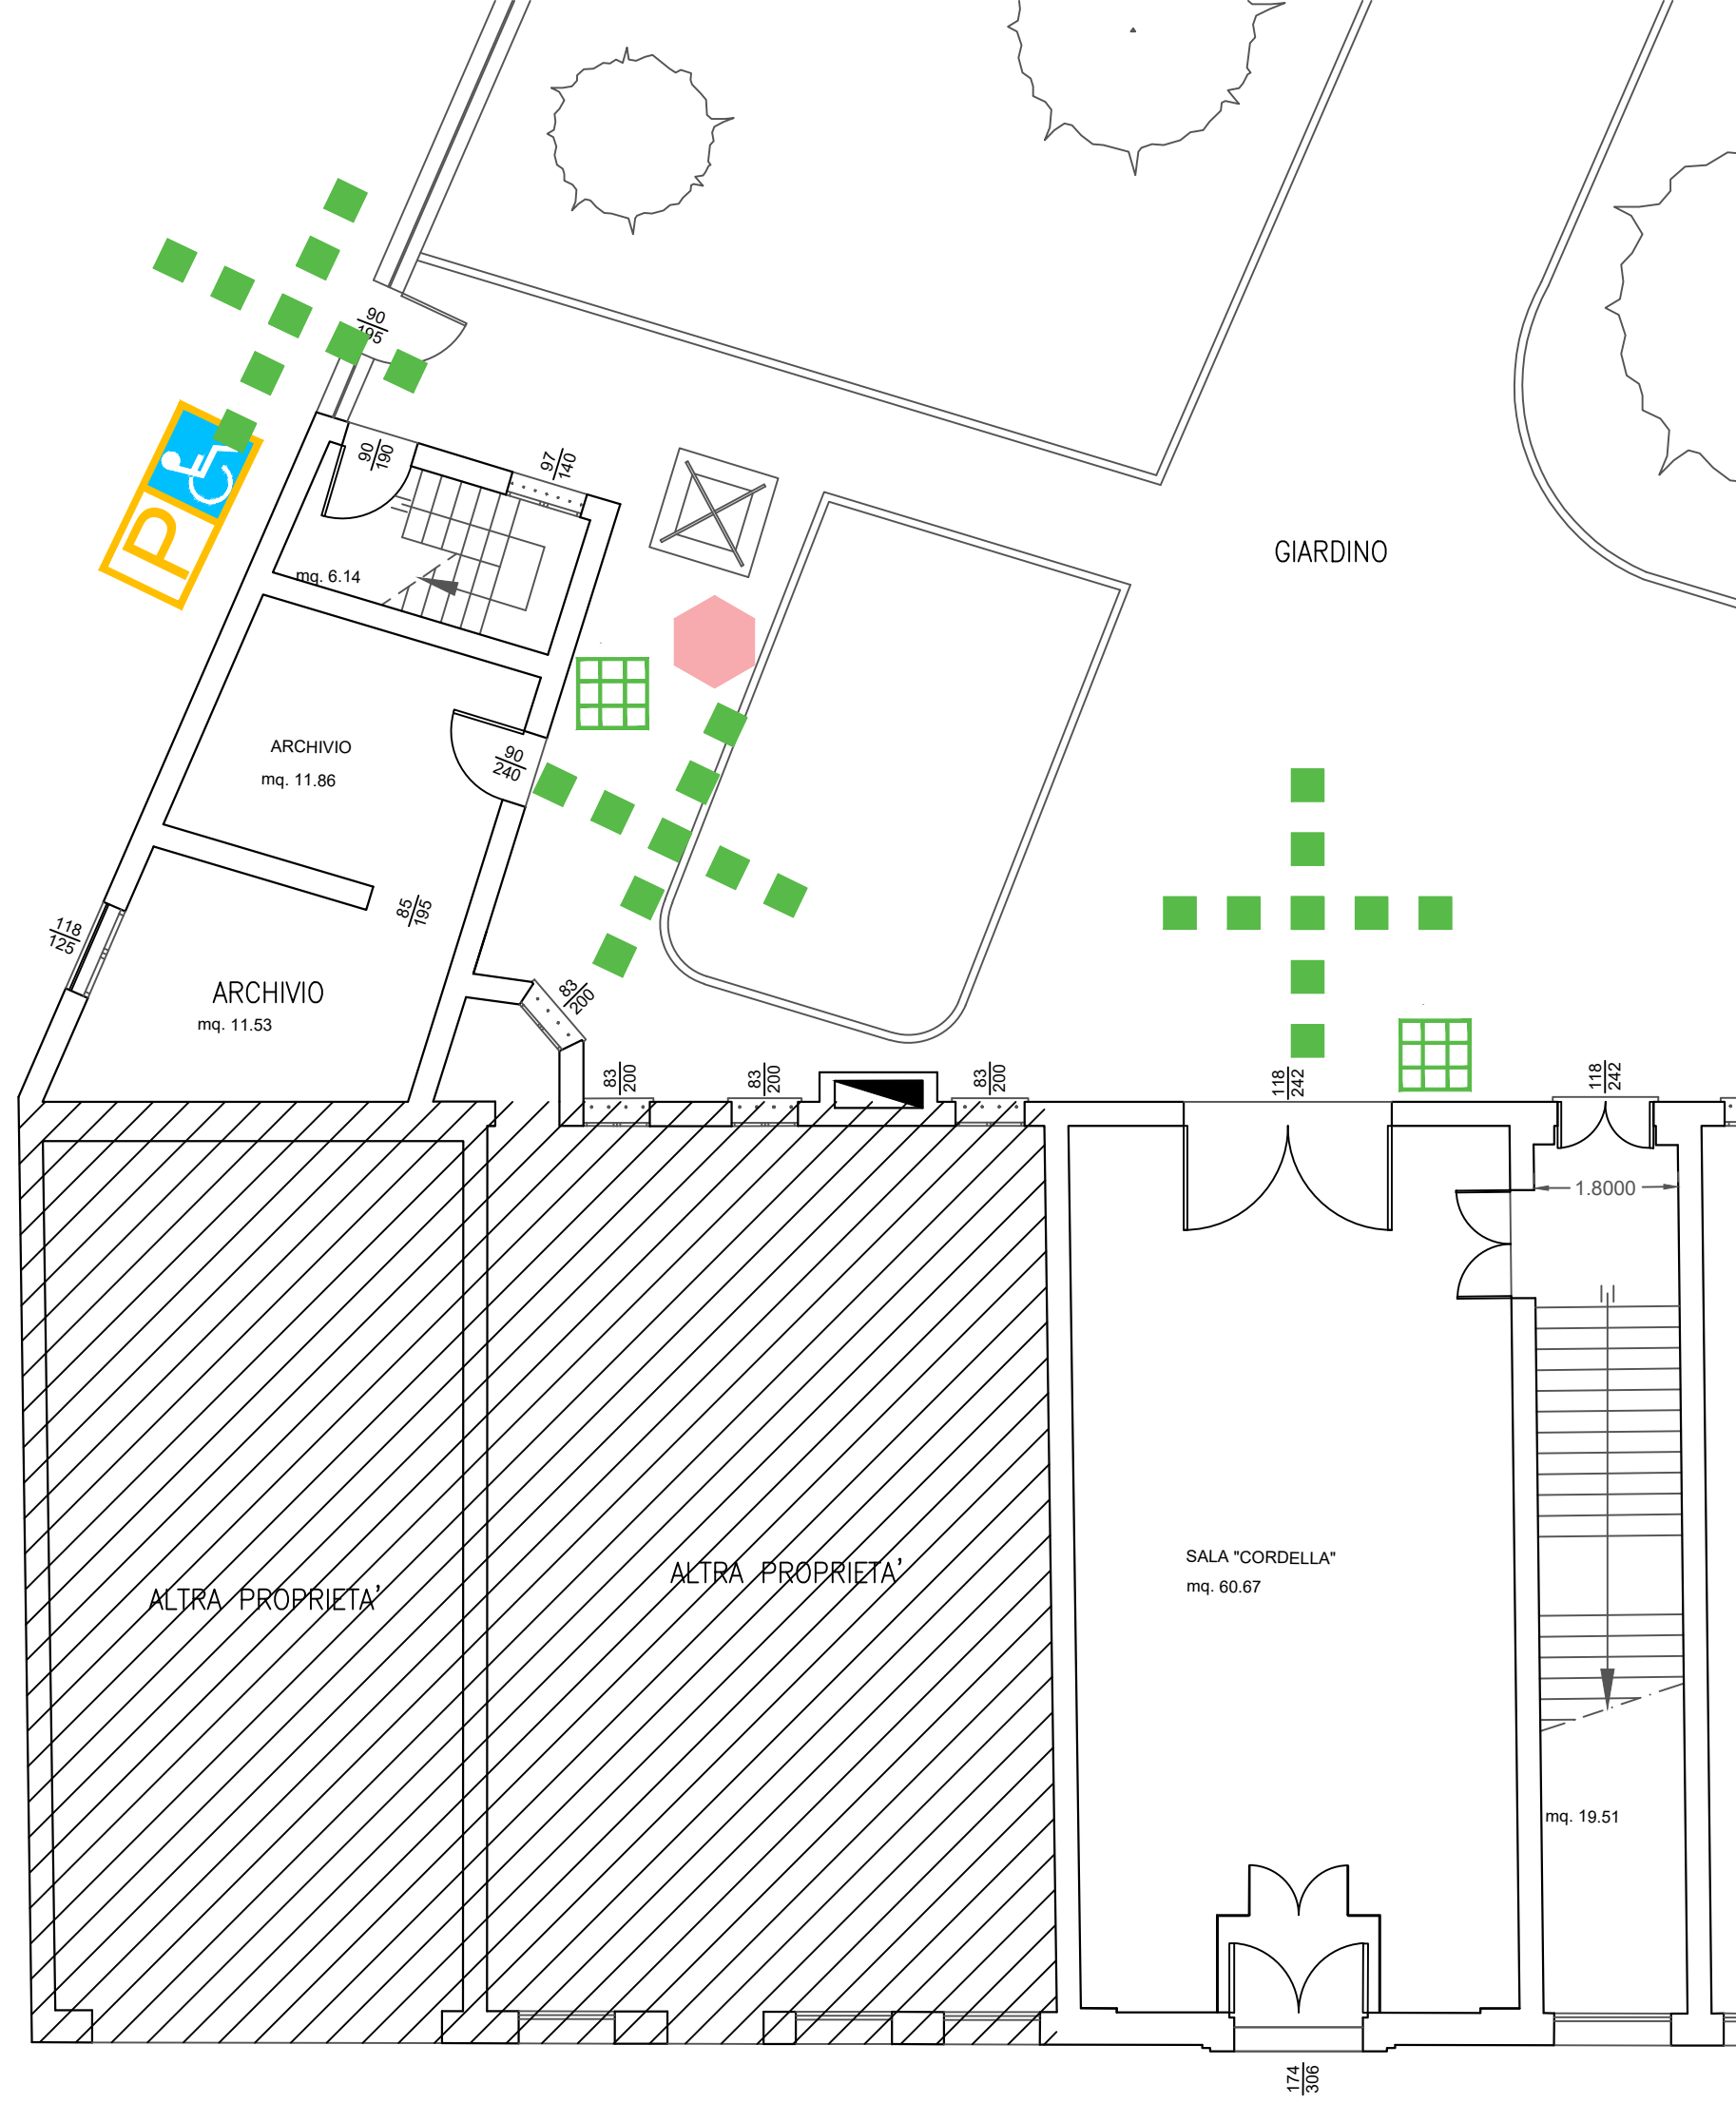 90
195
90
190
97
140
P
mq. 6.14
GIARDINO
ARCHIVIO
mq. 11.86
90
240
85
195
118
125
ARCHIVIO
mq. 11.53
83
200
83
200
83
200
83
200
118
242
118
242
1.8000
SALA "CORDELLA"
mq. 60.67
ALTRA PROPRIETA'
ALTRA PROPRIETA'
mq. 19.51
174
306